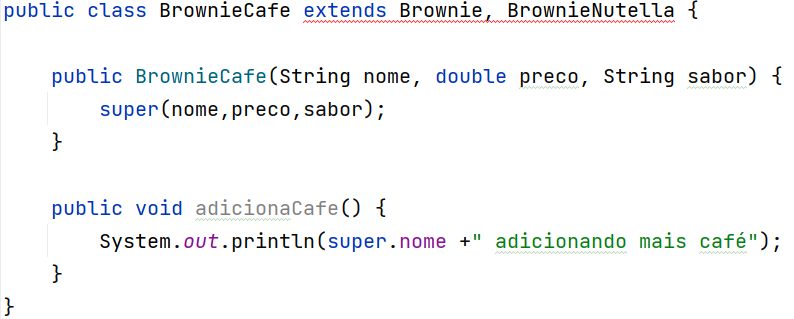 public class BrownieCafe extends Brownie, BrownieNutella {
public BrownieCafe(String nome, double preco, String sabor) {
super(nome,preco,sabor);
}
public void adicionaCafe() {
System.out.println(super.nome +" adicionando mais café");
}
}